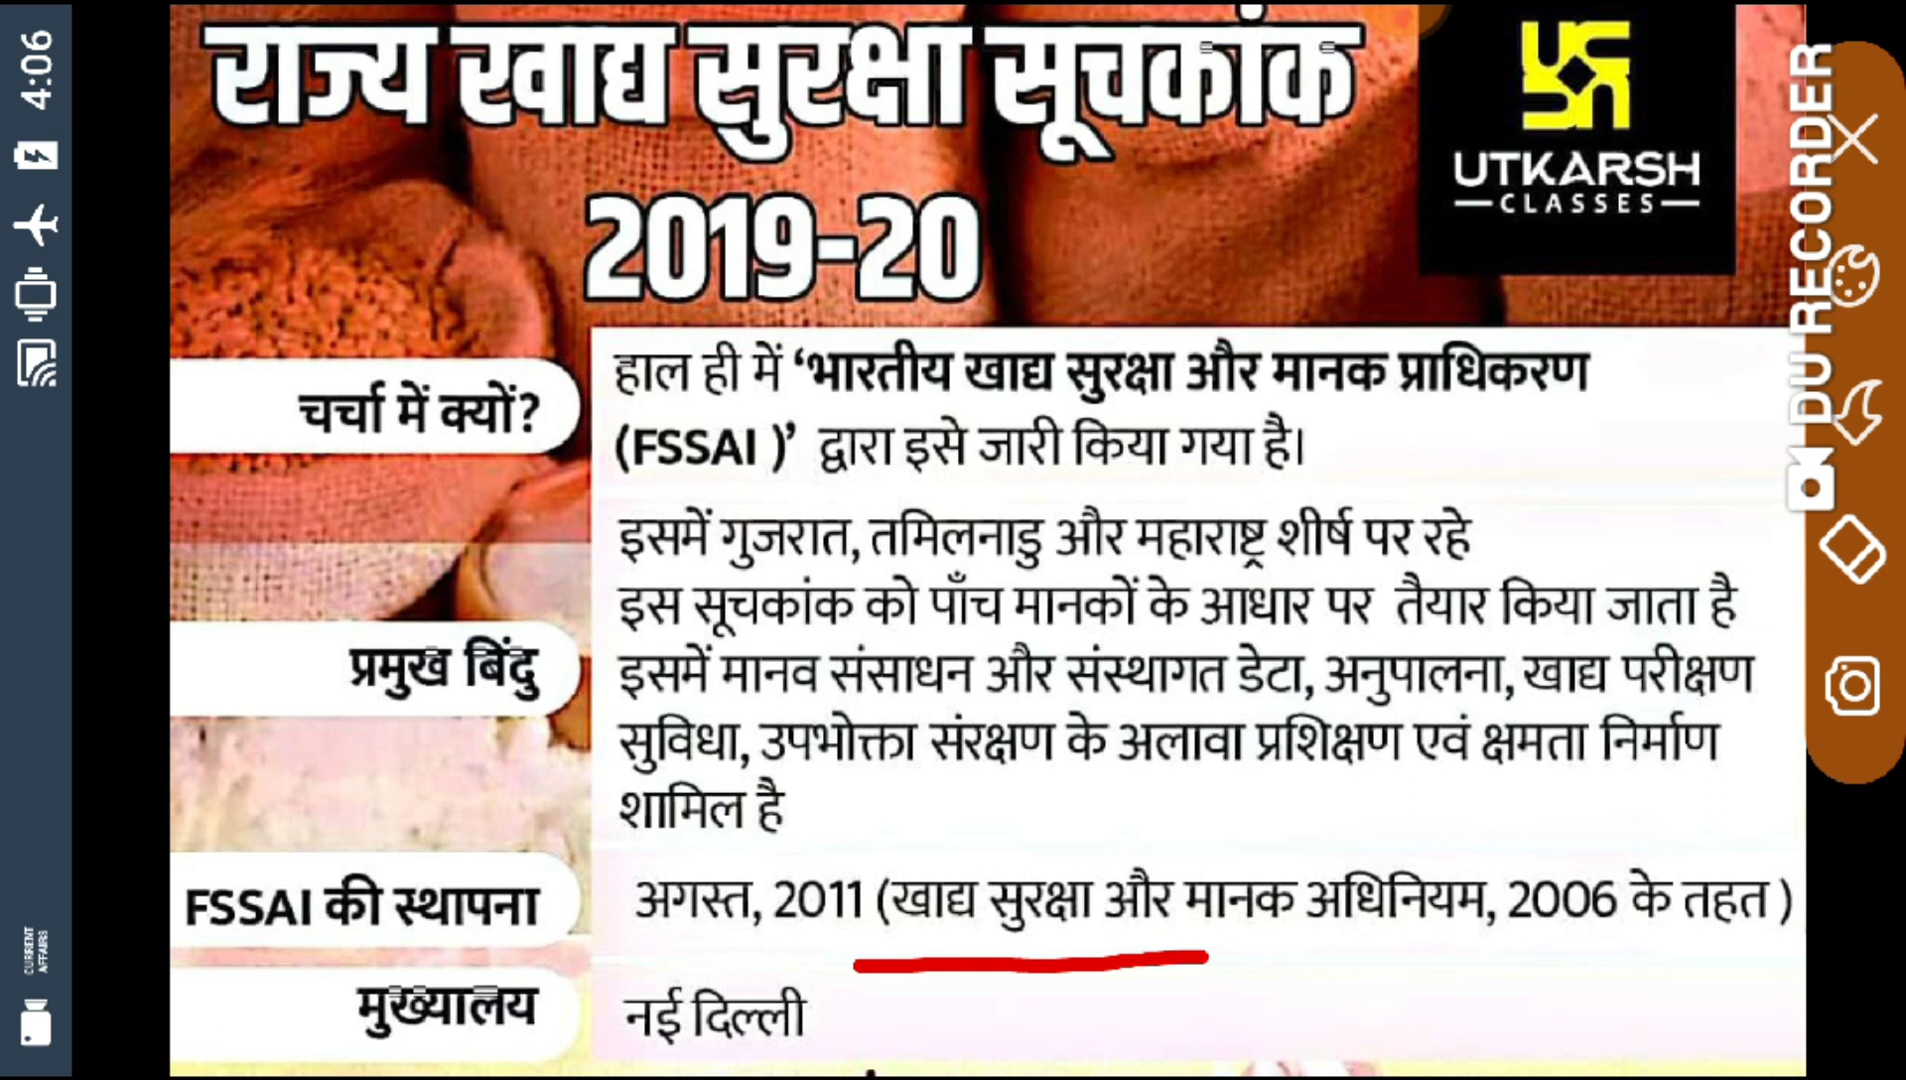 राज्य खाद्य सुरक्षा सूचकांक
2019-20
UTKARSH
CLASSES
चर्चा में क्यों?
हाल ही में ‘भारतीय खाद्य सुरक्षा और मानक प्राधिकरण
(FSSAI )’ द्वारा इसे जारी किया गया है।
प्रमुख बिंदु
इसमें गुजरात, तमिलनाडु और महाराष्ट्र शीर्ष पर रहे
इस सूचकांक को पाँच मानकों के आधार पर तैयार किया जाता है
इसमें मानव संसाधन और संस्थागत डेटा, अनुपालना, खाद्य परीक्षण
सुविधा, उपभोक्ता संरक्षण के अलावा प्रशिक्षण एवं क्षमता निर्माण
शामिल है
FSSAI की स्थापना
अगस्त, 2011 (खाद्य सुरक्षा और मानक अधिनियम, 2006 के तहत )
मुख्यालय
नई दिल्ली
4:06
CURRENT
AFFAIRS
DU RECORDER